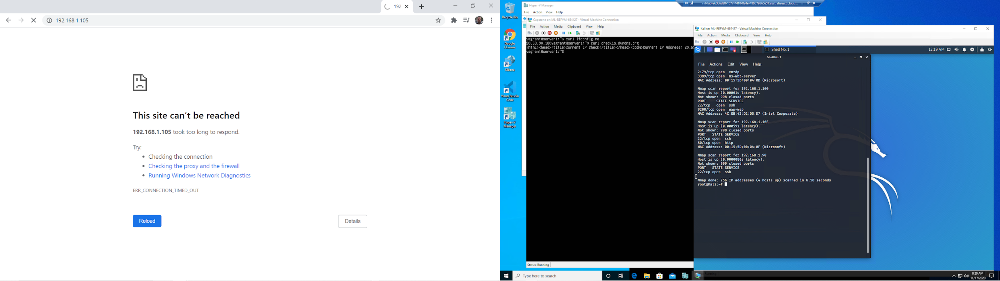 192
192.168.1.105
This site can't be reached
192.168.1.105 took too long to respond.
Try:
Checking the connection
Checking the proxy and the firewall
Running Windows Network Diagnostics
ERR_CONNECTION_TIMED_OUT
Reload
Details
Recycle Bin
Google
Chrome
Kibana
Visual Studio
Code
Hyper-V
Manager
ml-lab-a60b6d20-1677-4410-8a4e-480d79d65e51.australiaeast.cloud...
Hyper-V Manager
File Action View Help
Capstone on ML-REFVM-684427 - Virtual Machine Connection
File Action Media Clipboard View Help
vagrant@server1:~$ curl ifconfig.me
20.53.90.180vagrant@server1:~$ curl checkip.dyndns.org
<html><head><title>Current IP Check</title></head><body>Current IP Address: 20.5
vagrant@server1:~$
Status: Running
Kali on ML-REFVM-684427 - Virtual Machine Connection
File Action Media Clipboard View Help
Shell No. 1
12:19 AM
Shell No. 1
File Actions Edit View Help
2179/tcp open vmrdp
3389/tcp open ms-wbt-server
MAC Address: 00:15:5D:00:04:0D (Microsoft)
Nmap scan report for 192.168.1.100
Host is up (0.00061s latency).
Not shown: 998 closed ports
PORT STATE SERVICE
22/tcp open ssh
9200/tcp open wap-wsp
MAC Address: 4C:EB:42:D2:D5:D7 (Intel Corporate)
Nmap scan report for 192.168.1.105
Host is up (0.00059s latency).
Not shown: 998 closed ports
PORT STATE SERVICE
22/tcp open ssh
80/tcp open http
MAC Address: 00:15:5D:00:04:0F (Microsoft)
Nmap scan report for 192.168.1.90
Host is up (0.0000080s latency).
Not shown: 999 closed ports
PORT STATE SERVICE
22/tcp open ssh
Nmap done: 256 IP addresses (4 hosts up) scanned in 6.58 seconds
root@Kali:~#
Type here to search
8:20 AM
11/17/2020